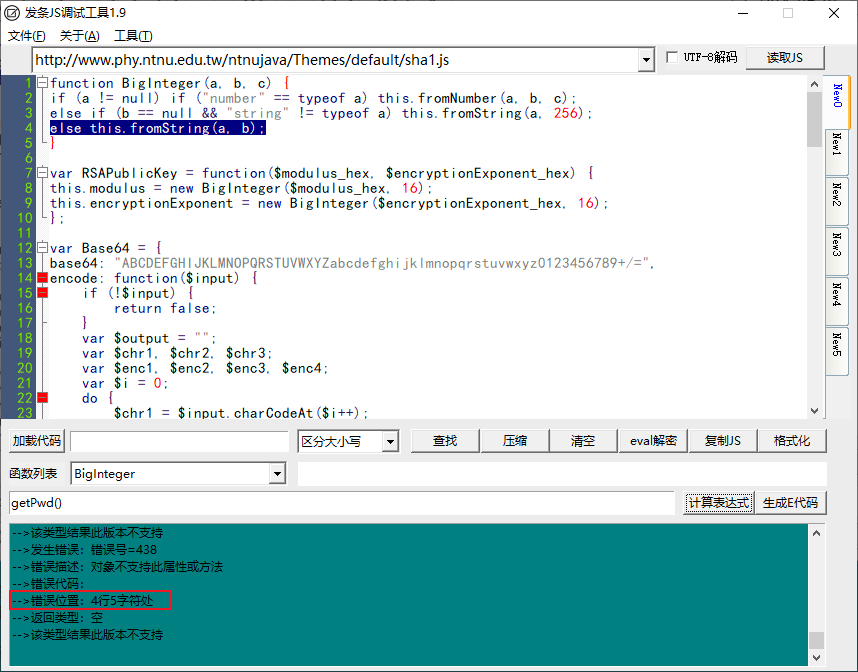 发条JS调试工具1.9
文件(F) 关于(A) 工具(T)
http://www.phy.ntnu.edu.tw/ntnujava/Themes/default/sha1.js UTF-8解码 读取JS
1 function BigInteger(a, b, c) {
2 if (a != null) if ("number" == typeof a) this.fromNumber(a, b, c);
3 else if (b == null && "string" != typeof a) this.fromString(a, 256);
4 else this.fromString(a, b);
5 }
6
7 var RSAPublicKey = function($modulus_hex, $encryptionExponent_hex) {
8 this.modulus = new BigInteger($modulus_hex, 16);
9 this.encryptionExponent = new BigInteger($encryptionExponent_hex, 16);
10 };
11
12 var Base64 = {
13 base64: "ABCDEFGHIJKLMNOPQRSTUVWXYZabcdefghijklmnopqrstuvwxyz0123456789+/=",
14 encode: function($input) {
15 if (!$input) {
16 return false;
17 }
18 var $output = "";
19 var $chr1, $chr2, $chr3;
20 var $enc1, $enc2, $enc3, $enc4;
21 var $i = 0;
22 do {
23 $chr1 = $input.charCodeAt($i++);
New0
New1
New2
New3
New4
New5
加载代码 区分大小写 查找 压缩 清空 eval解密 复制JS 格式化
函数列表 BigInteger
getPwd() 计算表达式 生成E代码
-->该类型结果此版本不支持
-->发生错误：错误号=438
-->错误描述：对象不支持此属性或方法
-->错误代码：
-->错误位置：4行5字符处
-->返回类型：空
-->该类型结果此版本不支持